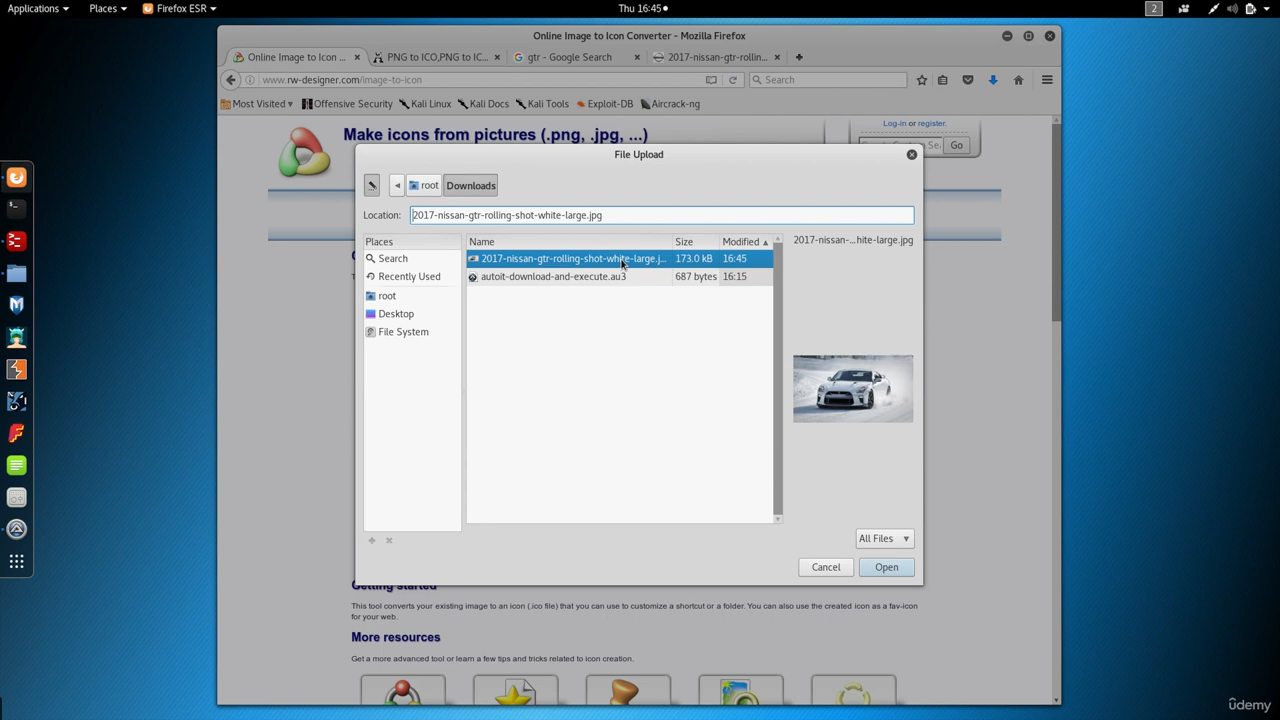 Applications ▾ Places ▾ Firefox ESR ▾ Thu 16:45 2
Online Image to Icon Converter - Mozilla Firefox
Online Image to Icon ... PNG to ICO,PNG to IC... gtr - Google Search 2017-nissan-gtr-rollin...
www.rw-designer.com/image-to-icon Search
Most Visited ▾ Offensive Security Kali Linux Kali Docs Kali Tools Exploit-DB Aircrack-ng
Log-in or register.
Make icons from pictures (.png, .jpg, ...)
Go
File Upload
root Downloads
Location: 2017-nissan-gtr-rolling-shot-white-large.jpg
Places Name Size Modified 2017-nissan-...hite-large.jpg
Search 2017-nissan-gtr-rolling-shot-white-large.j... 173.0 kB 16:45
Recently Used autoit-download-and-execute.au3 687 bytes 16:15
root
Desktop
File System
All Files
Cancel Open
Getting started
This tool converts your existing image to an icon (.ico file) that you can use to customize a shortcut or a folder. You can also use the created icon as a fav-icon
for your web.
More resources
Get a more advanced tool or learn a few tips and tricks related to icon creation.
ûdemy